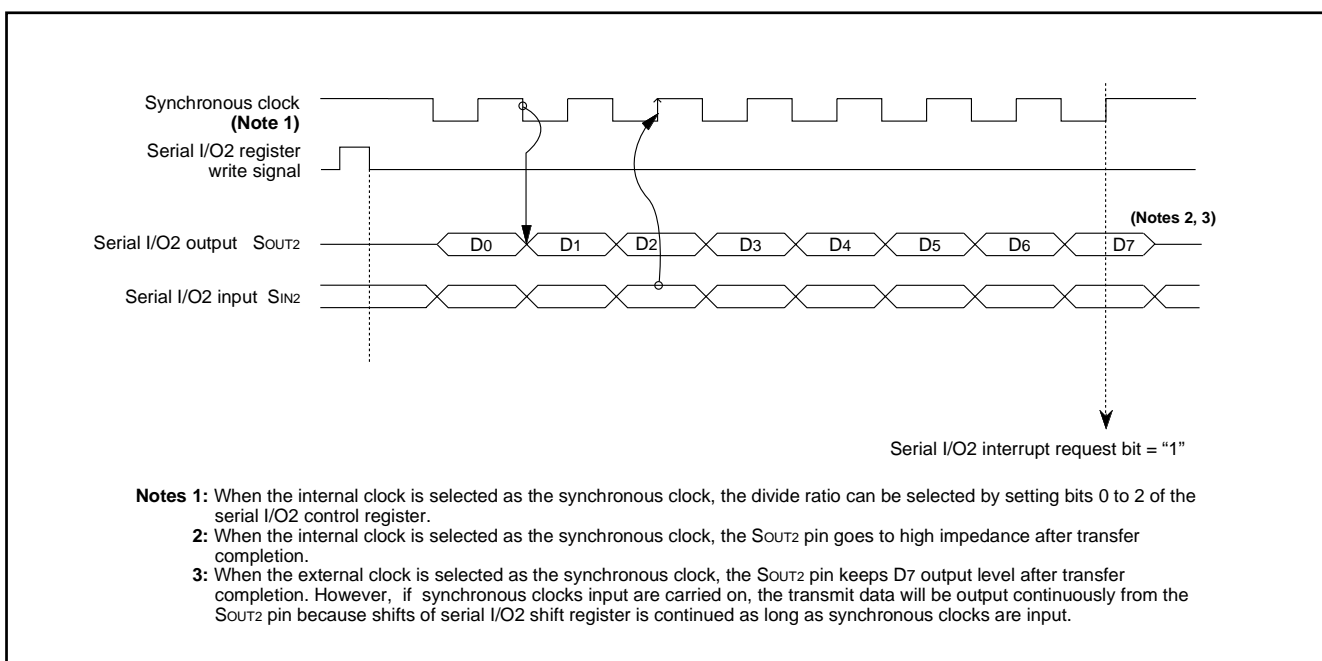 Synchronous clock
(Note 1)
Serial I/O2 register
write signal
(Notes 2, 3)
Serial I/O2 output SOUT2
D0 D1 D2 D3 D4 D5 D6 D7
Serial I/O2 input SIN2
Serial I/O2 interrupt request bit = “1”
Notes 1: When the internal clock is selected as the synchronous clock, the divide ratio can be selected by setting bits 0 to 2 of the
serial I/O2 control register.
2: When the internal clock is selected as the synchronous clock, the SOUT2 pin goes to high impedance after transfer
completion.
3: When the external clock is selected as the synchronous clock, the SOUT2 pin keeps D7 output level after transfer
completion. However, if synchronous clocks input are carried on, the transmit data will be output continuously from the
SOUT2 pin because shifts of serial I/O2 shift register is continued as long as synchronous clocks are input.